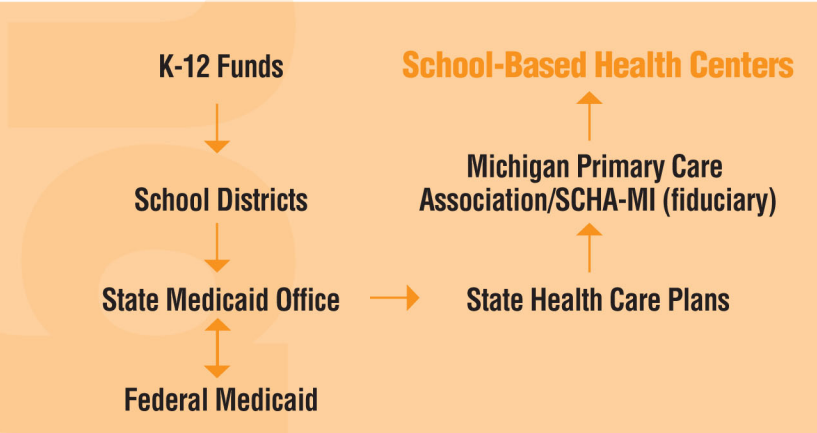 K-12 Funds
School Districts
State Medicaid Office
Federal Medicaid
State Health Care Plans
Michigan Primary Care
Association/SCHA-MI (fiduciary)
School-Based Health Centers